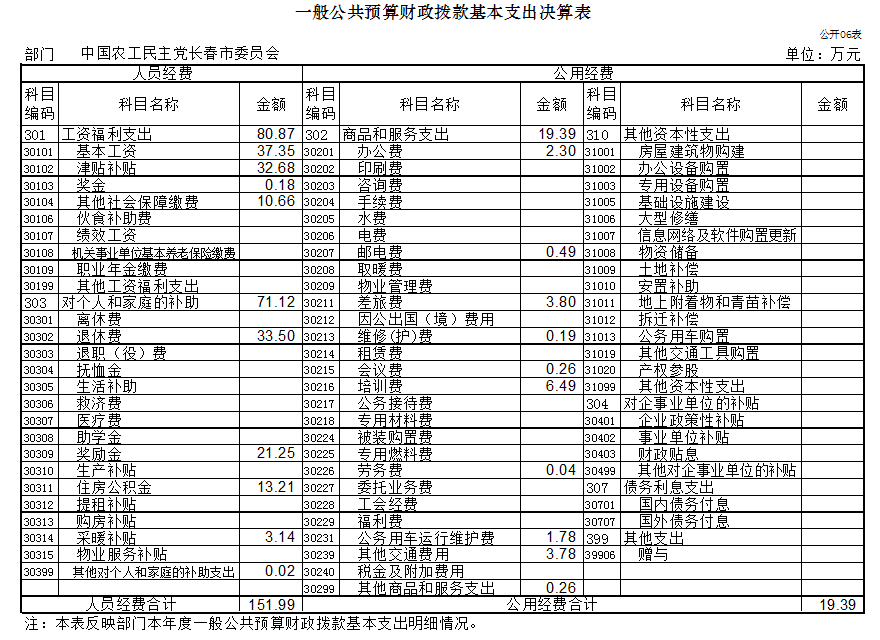 一般公共预算财政拨款基本支出决算表
公开06表
部门 中国农工民主党长春市委员会 单位：万元
人员经费 公用经费
科目编码 科目名称 金额 科目编码 科目名称 金额 科目编码 科目名称 金额
301 工资福利支出 80.87 302 商品和服务支出 19.39 310 其他资本性支出
30101 基本工资 37.35 30201 办公费 2.30 31001 房屋建筑物购建
30102 津贴补贴 32.68 30202 印刷费 31002 办公设备购置
30103 奖金 0.18 30203 咨询费 31003 专用设备购置
30104 其他社会保障缴费 10.66 30204 手续费 31005 基础设施建设
30106 伙食补助费 30205 水费 31006 大型修缮
30107 绩效工资 30206 电费 31007 信息网络及软件购置更新
30108 机关事业单位基本养老保险缴费 30207 邮电费 0.49 31008 物资储备
30109 职业年金缴费 30208 取暖费 31009 土地补偿
30199 其他工资福利支出 30209 物业管理费 31010 安置补助
303 对个人和家庭的补助 71.12 30211 差旅费 3.80 31011 地上附着物和青苗补偿
30301 离休费 30212 因公出国（境）费用 31012 拆迁补偿
30302 退休费 33.50 30213 维修(护)费 0.19 31013 公务用车购置
30303 退职（役）费 30214 租赁费 31019 其他交通工具购置
30304 抚恤金 30215 会议费 0.26 31020 产权参股
30305 生活补助 30216 培训费 6.49 31099 其他资本性支出
30306 救济费 30217 公务接待费 304 对企事业单位的补贴
30307 医疗费 30218 专用材料费 30401 企业政策性补贴
30308 助学金 30224 被装购置费 30402 事业单位补贴
30309 奖励金 21.25 30225 专用燃料费 30403 财政贴息
30310 生产补贴 30226 劳务费 0.04 30499 其他对企事业单位的补贴
30311 住房公积金 13.21 30227 委托业务费 307 债务利息支出
30312 提租补贴 30228 工会经费 30701 国内债务付息
30313 购房补贴 30229 福利费 30707 国外债务付息
30314 采暖补贴 3.14 30231 公务用车运行维护费 1.78 399 其他支出
30315 物业服务补贴 30239 其他交通费用 3.78 39906 赠与
30399 其他对个人和家庭的补助支出 0.02 30240 税金及附加费用
30299 其他商品和服务支出 0.26
人员经费合计 151.99 公用经费合计 19.39
注：本表反映部门本年度一般公共预算财政拨款基本支出明细情况。